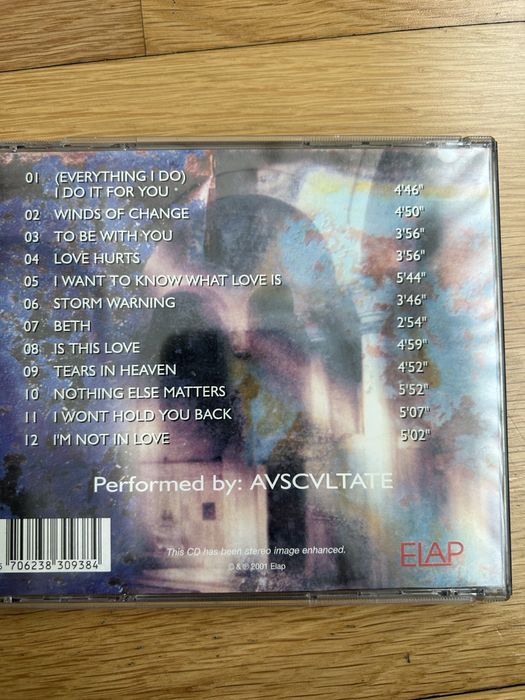 01 (EVERYTHING I DO)
I DO IT FOR YOU 4'46"
02 WINDS OF CHANGE 4'50"
03 TO BE WITH YOU 3'56"
04 LOVE HURTS 3'56"
05 I WANT TO KNOW WHAT LOVE IS 5'44"
06 STORM WARNING 3'46"
07 BETH 2'54"
08 IS THIS LOVE 4'59"
09 TEARS IN HEAVEN 4'52"
10 NOTHING ELSE MATTERS 5'52"
11 I WONT HOLD YOU BACK 5'07"
12 I'M NOT IN LOVE 5'02"
Performed by: AVSCVLTATE
706238 309384
This CD has been stereo image enhanced.
© & ℗ 2001 Elap
ELAP